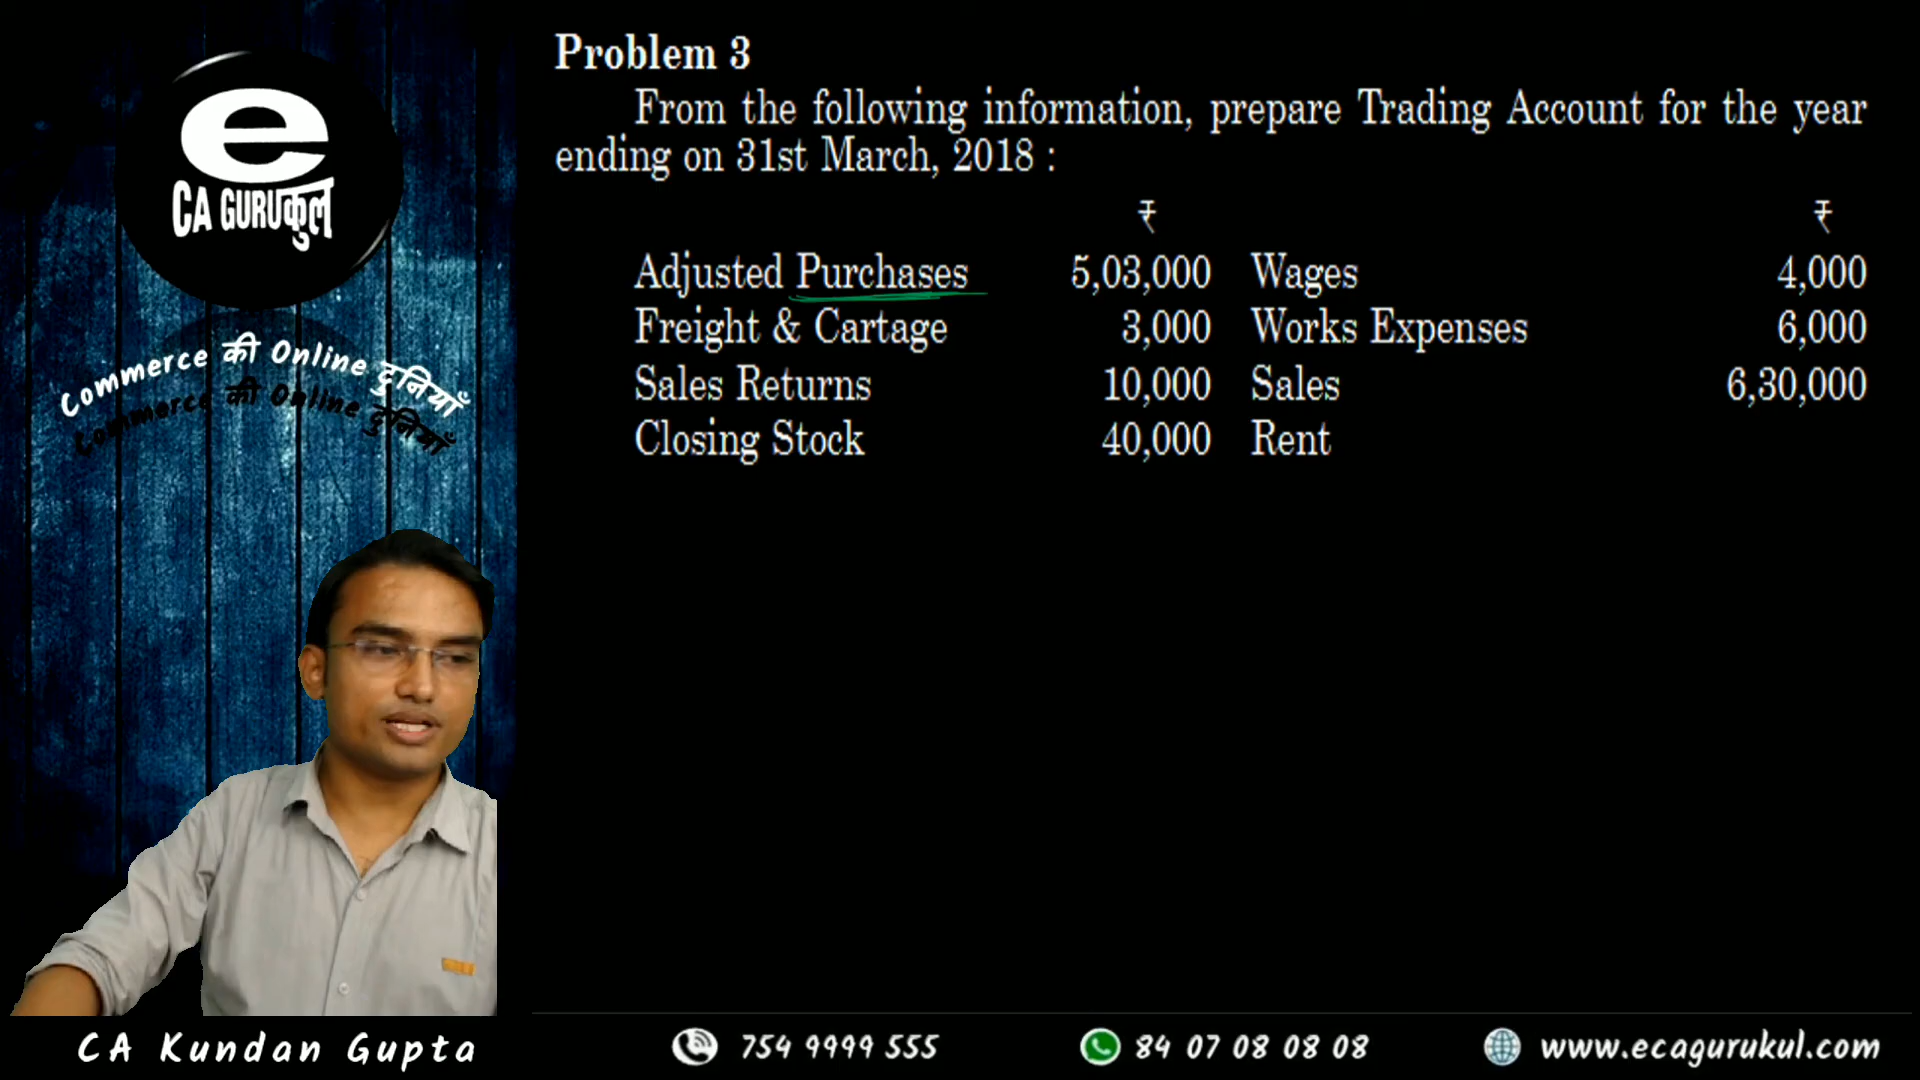 e
CA GURUकुल
Commerce की Online दुनियाँ
Commerce की Online दुनियाँ
Problem 3
From the following information, prepare Trading Account for the year
ending on 31st March, 2018 :
₹ ₹
Adjusted Purchases 5,03,000 Wages 4,000
Freight & Cartage 3,000 Works Expenses 6,000
Sales Returns 10,000 Sales 6,30,000
Closing Stock 40,000 Rent
CA Kundan Gupta 754 9999 555 84 07 08 08 08 www.ecagurukul.com